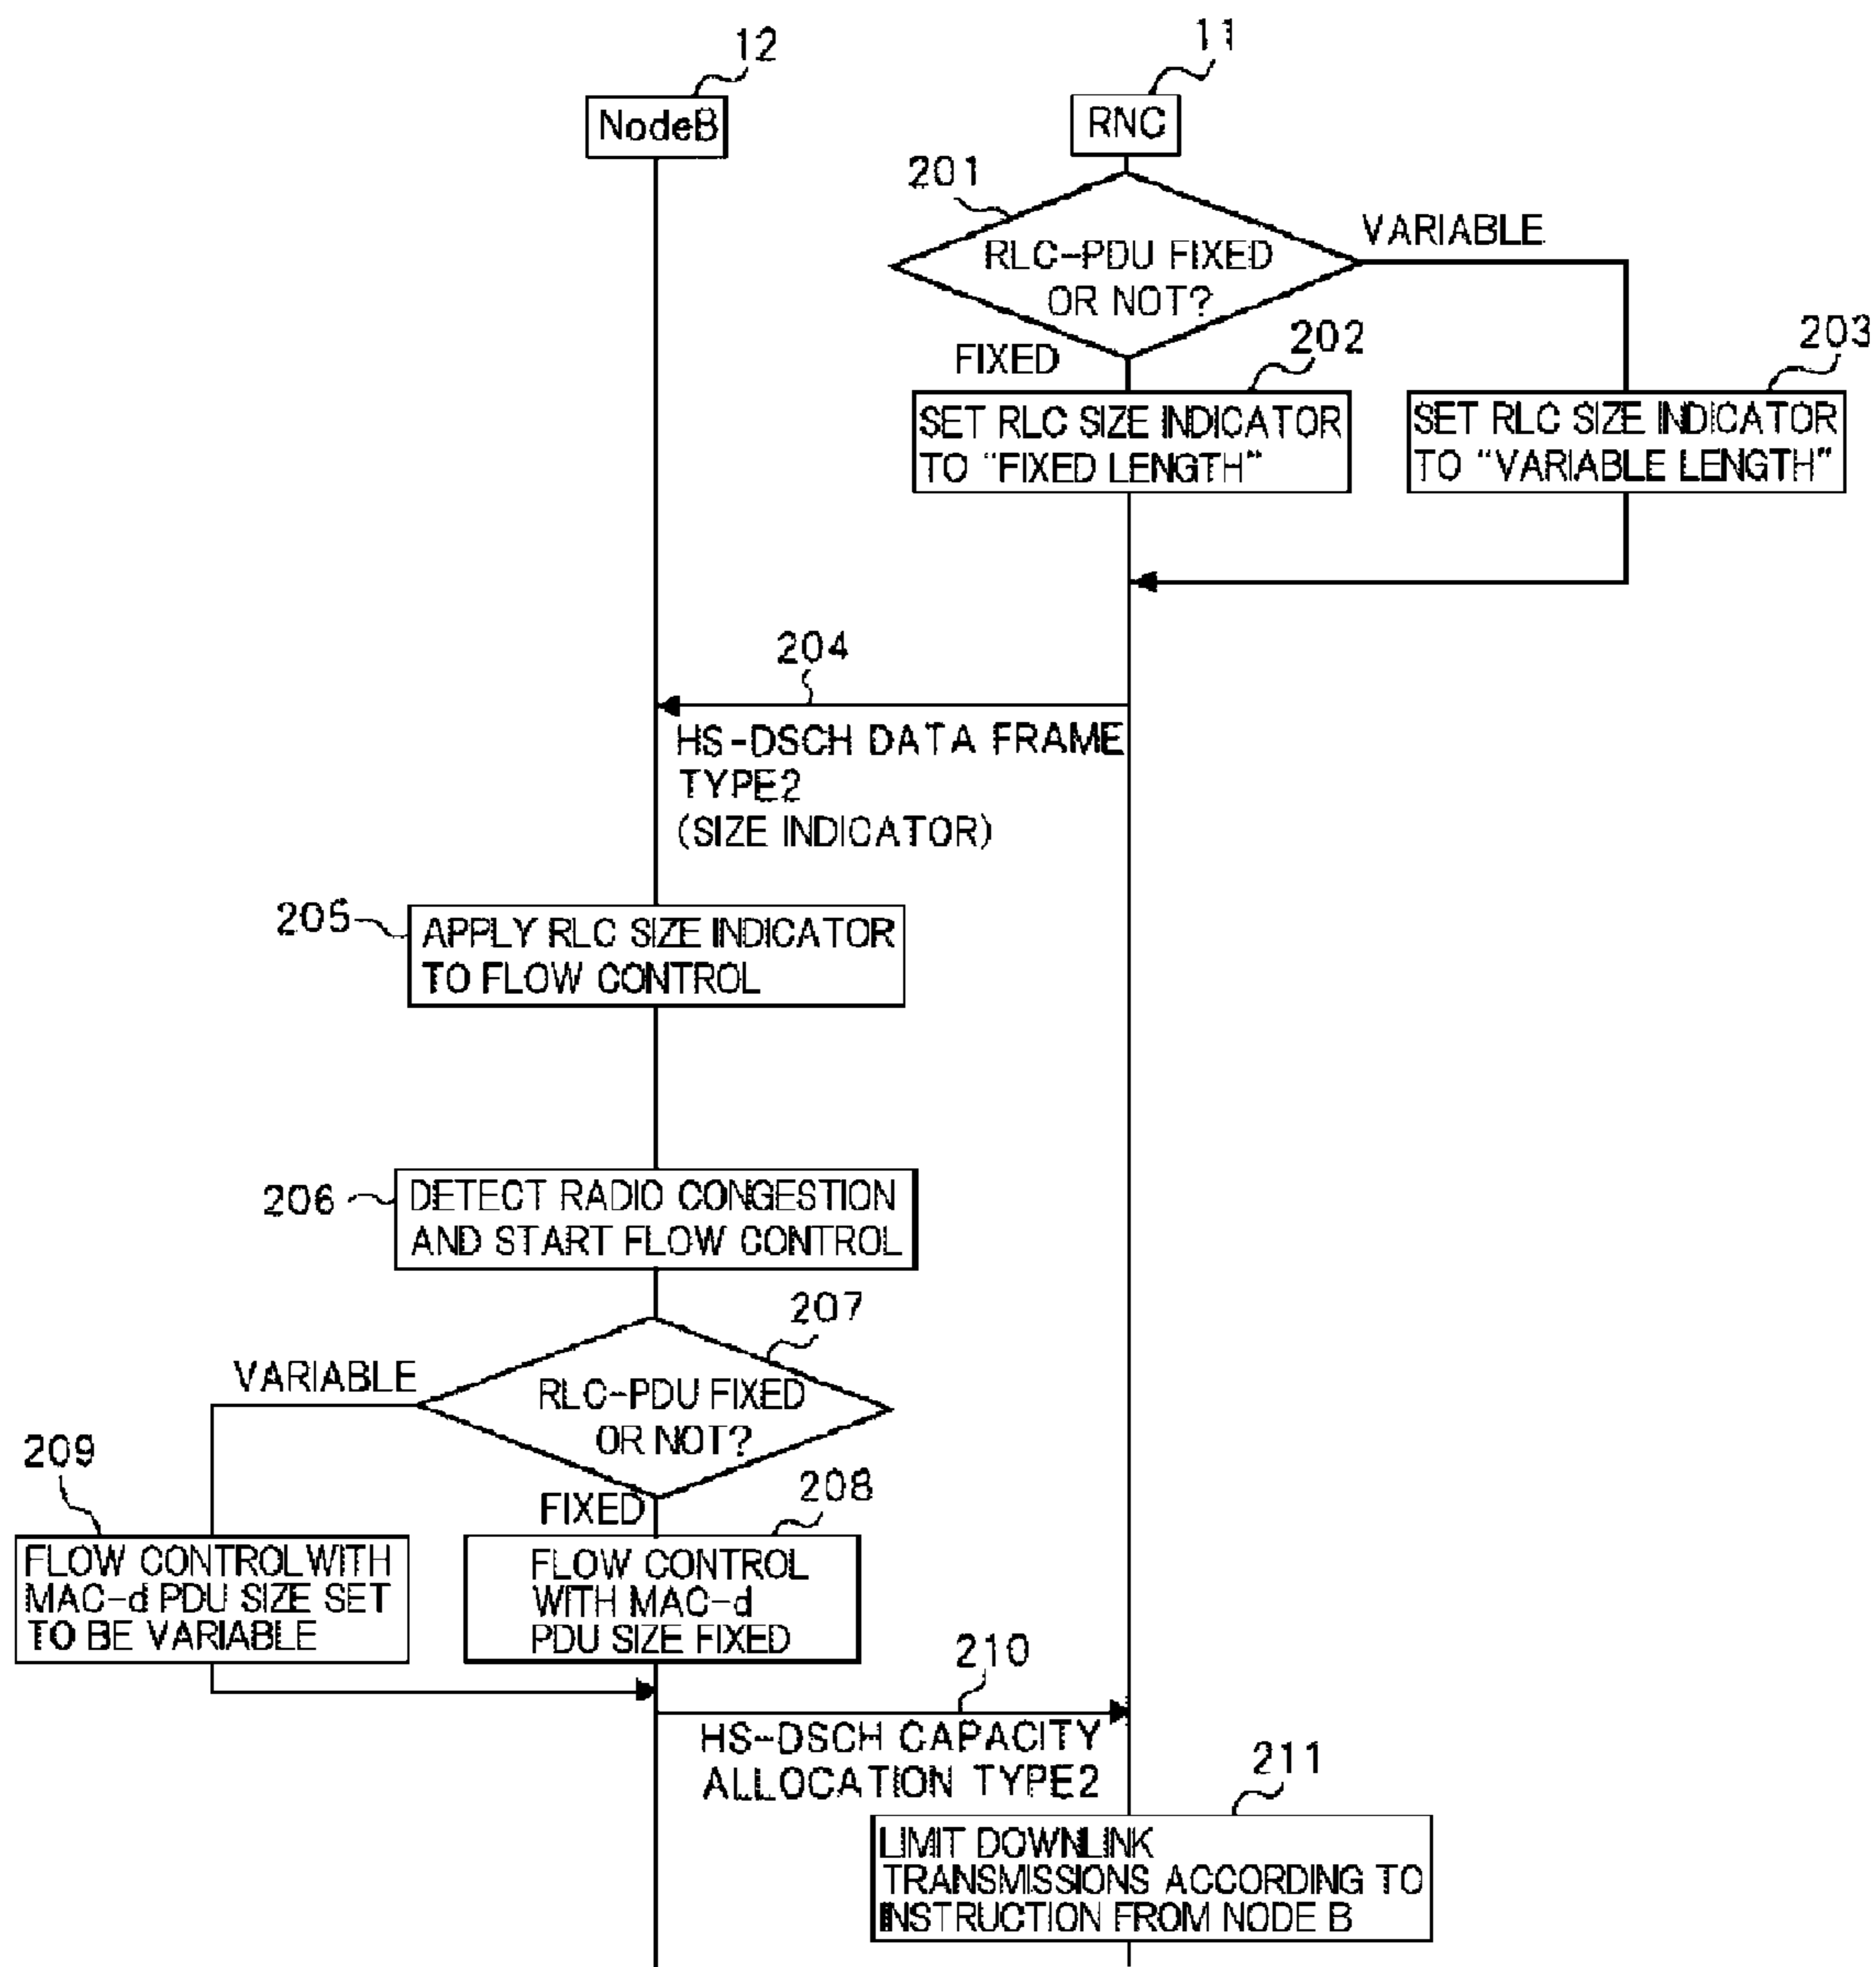 12
11
NodeB
RNC
201
RLC-PDU FIXED
OR NOT?
VARIABLE
FIXED
202
203
SET RLC SIZE INDICATOR
TO "FIXED LENGTH"
SET RLC SIZE INDICATOR
TO "VARIABLE LENGTH"
204
HS-DSCH DATA FRAME
TYPE2
(SIZE INDICATOR)
205
APPLY RLC SIZE INDICATOR
TO FLOW CONTROL
206
DETECT RADIO CONGESTION
AND START FLOW CONTROL
207
VARIABLE
RLC-PDU FIXED
OR NOT?
209
FIXED
208
FLOW CONTROL WITH
MAC-d PDU SIZE SET
TO BE VARIABLE
FLOW CONTROL
WITH MAC-d
PDU SIZE FIXED
210
HS-DSCH CAPACITY
ALLOCATION TYPE2
211
LIMIT DOWNLINK
TRANSMISSIONS ACCORDING TO
INSTRUCTION FROM NODE B